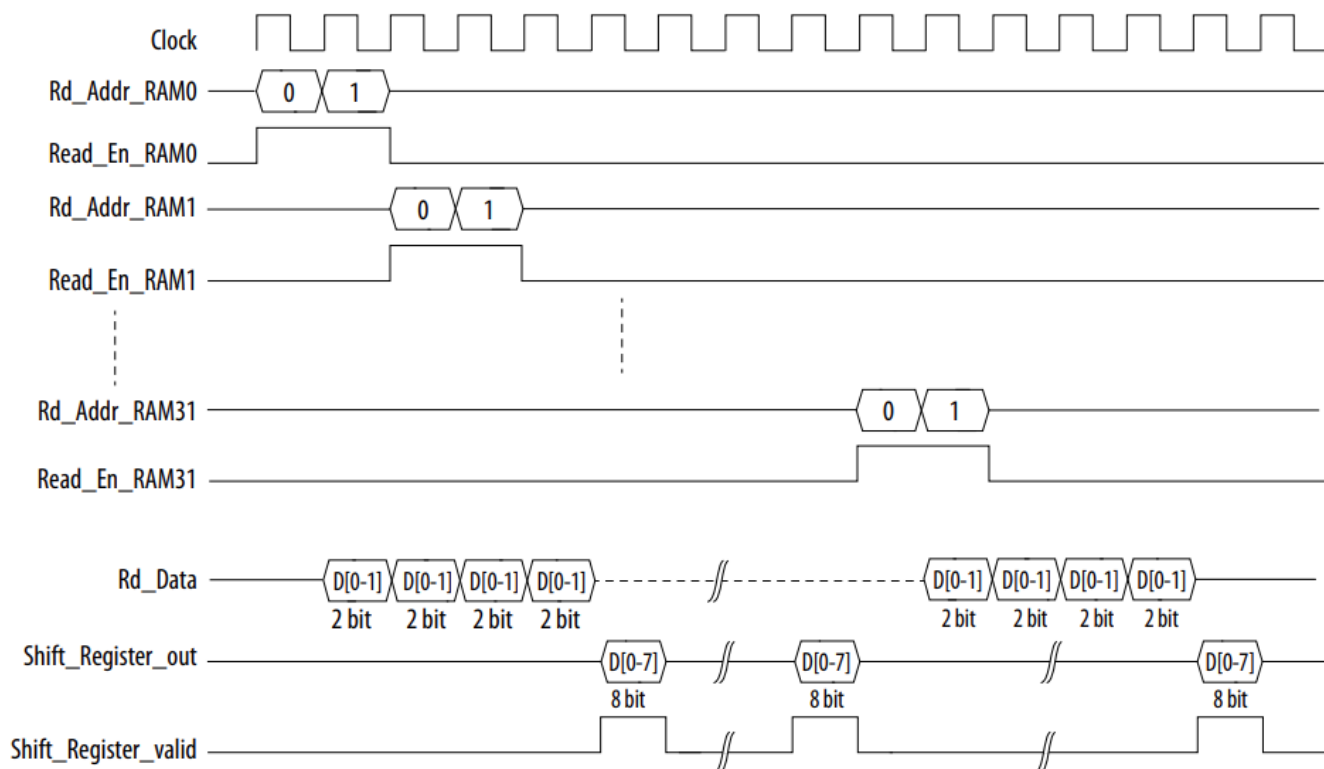 Clock
Rd_Addr_RAM0 0 1
Read_En_RAM0
Rd_Addr_RAM1 0 1
Read_En_RAM1
Rd_Addr_RAM31 0 1
Read_En_RAM31
Rd_Data D[0-1] D[0-1] D[0-1] D[0-1] D[0-1] D[0-1] D[0-1] D[0-1]
2 bit 2 bit 2 bit 2 bit 2 bit 2 bit 2 bit 2 bit
Shift_Register_out D[0-7] D[0-7] D[0-7]
8 bit 8 bit 8 bit
Shift_Register_valid